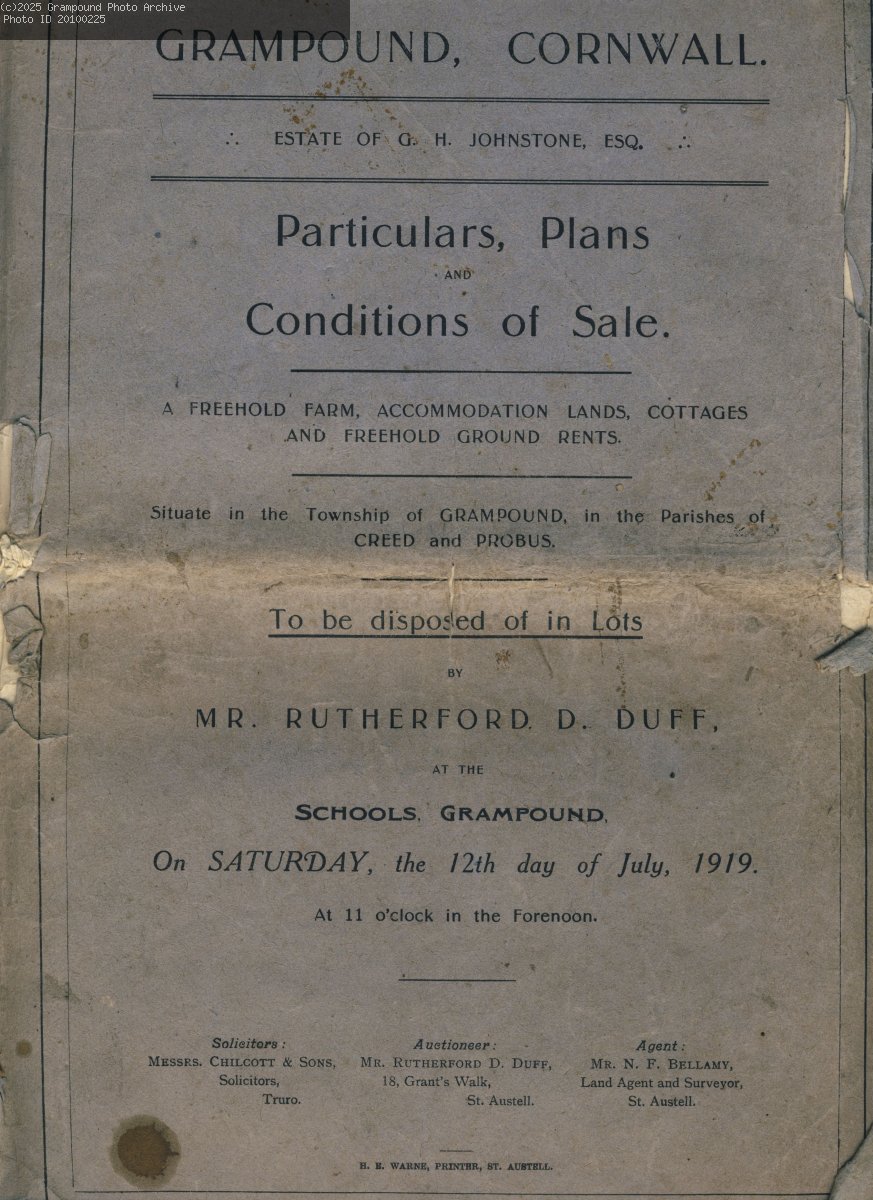 (c)2025 Grampound Photo Archive
Photo ID 20100225
GRAMPOUND, CORNWALL.
ESTATE OF G. H. JOHNSTONE, ESQ.
Particulars, Plans
AND
Conditions of Sale.
A FREEHOLD FARM, ACCOMMODATION LANDS, COTTAGES
AND FREEHOLD GROUND RENTS.
Situate in the Township of GRAMPOUND, in the Parishes of
CREED and PROBUS.
To be disposed of in Lots
BY
MR. RUTHERFORD D. DUFF,
AT THE
SCHOOLS, GRAMPOUND,
On SATURDAY, the 12th day of July, 1919.
At 11 o'clock in the Forenoon.
Solicitors:
MESSRS. CHILCOTT & SONS,
Solicitors,
Truro.
Auctioneer:
MR. RUTHERFORD D. DUFF,
18, Grant's Walk,
St. Austell.
Agent:
MR. N. F. BELLAMY,
Land Agent and Surveyor,
St. Austell.
H. E. WARNE, PRINTER, ST. AUSTELL.